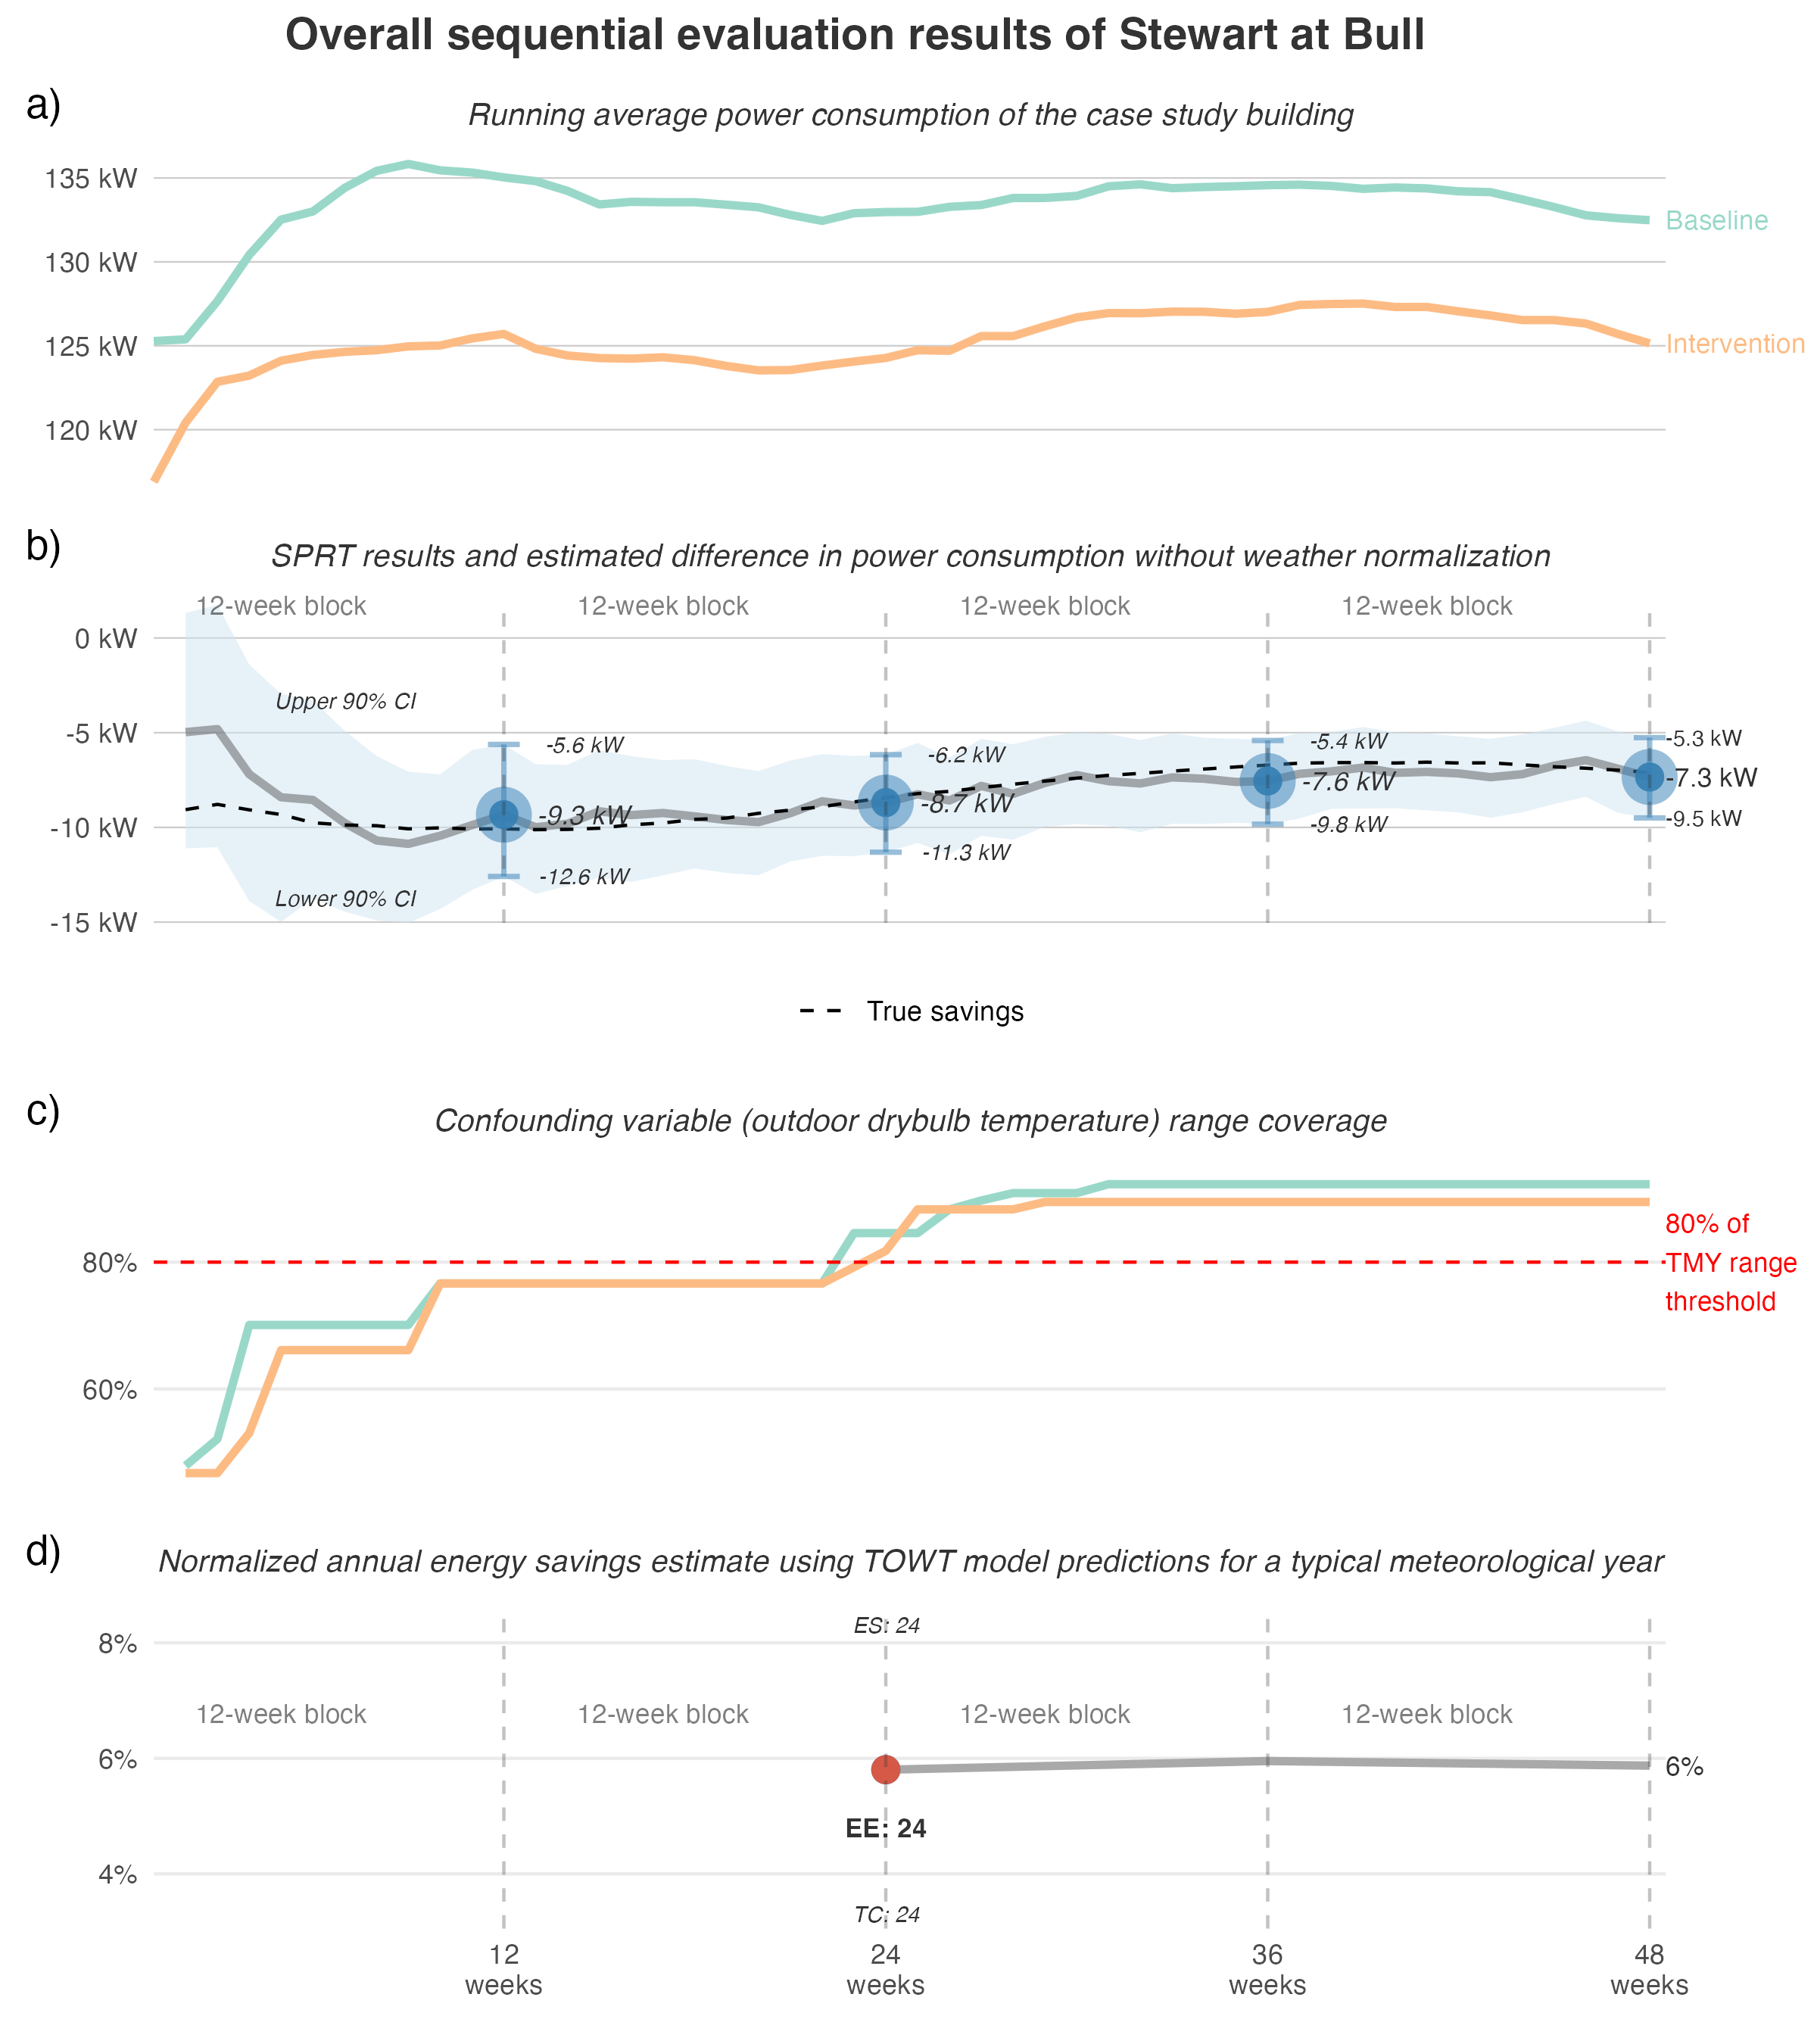 Overall sequential evaluation results of Stewart at Bull
a)
Running average power consumption of the case study building
135 kW
130 kW
125 kW
120 kW
Baseline
Intervention
b)
SPRT results and estimated difference in power consumption without weather normalization
12-week block 12-week block 12-week block 12-week block
0 kW
-5 kW
-10 kW
-15 kW
Upper 90% CI
Lower 90% CI
-5.6 kW
-9.3 kW
-12.6 kW
-6.2 kW
-8.7 kW
-11.3 kW
-5.4 kW
-7.6 kW
-9.8 kW
-5.3 kW
-7.3 kW
-9.5 kW
True savings
c)
Confounding variable (outdoor drybulb temperature) range coverage
80%
60%
80% of
TMY range
threshold
d)
Normalized annual energy savings estimate using TOWT model predictions for a typical meteorological year
8%
6%
4%
ES: 24
12-week block 12-week block 12-week block 12-week block
6%
EE: 24
TC: 24
12
weeks
24
weeks
36
weeks
48
weeks